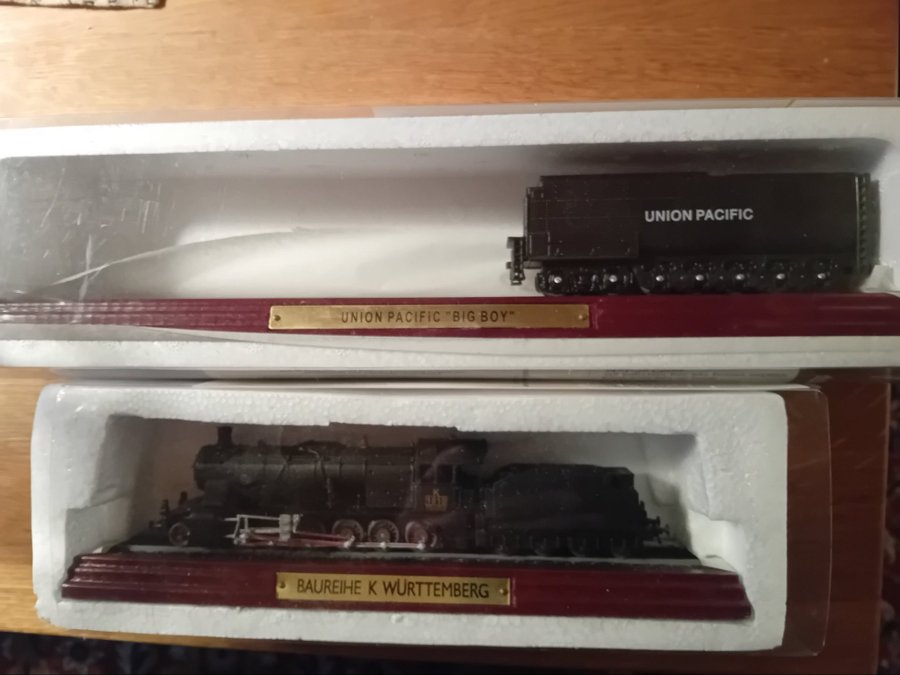 UNION PACIFIC
UNION PACIFIC "BIG BOY"
BAUREIHE K WÜRTTEMBERG